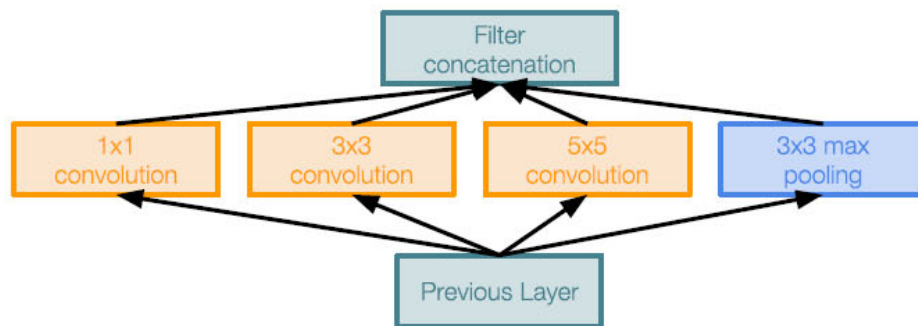 Filter
concatenation
1x1
convolution
3x3
convolution
5x5
convolution
3x3 max
pooling
Previous Layer